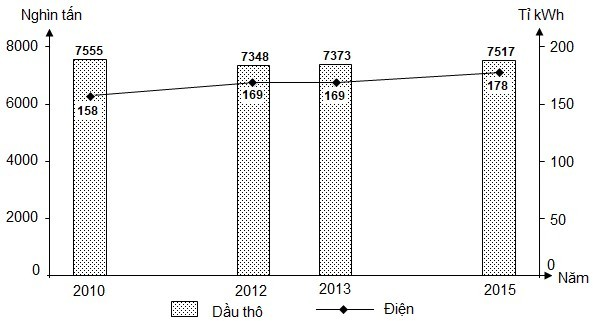 Nghìn tấn Tỉ kWh
8000 7555 7348 7373 7517 200
158 169 169 178
6000 150
4000 100
2000 50
0 0
2010 2012 2013 2015 Năm
Dầu thô Điện